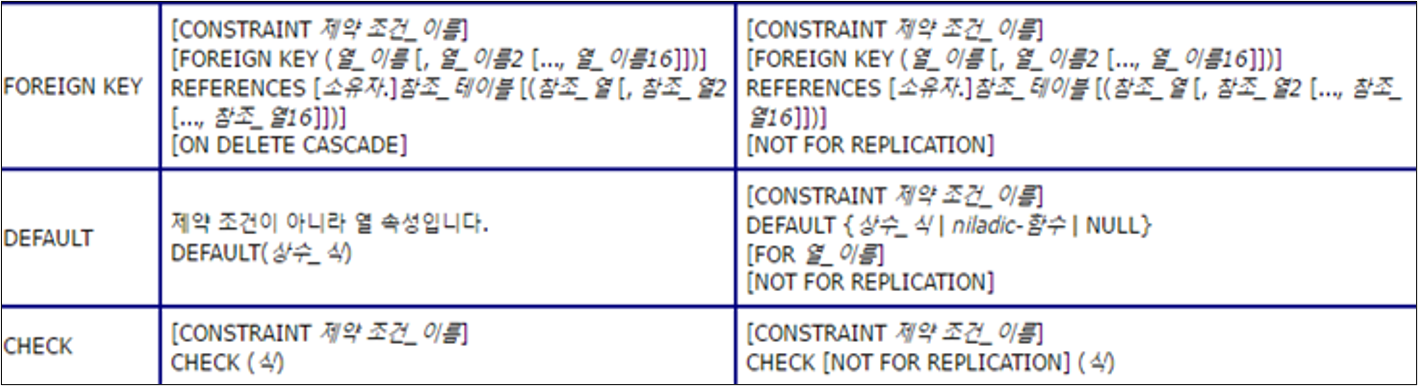 FOREIGN KEY
[CONSTRAINT 제약 조건_이름]
[FOREIGN KEY (열_이름 [, 열_이름2 [..., 열_이름16]])]
REFERENCES [소유자.]참조_테이블 [(참조_열 [, 참조_열2
[..., 참조_열16]])]
[ON DELETE CASCADE]
[CONSTRAINT 제약 조건_이름]
[FOREIGN KEY (열_이름 [, 열_이름2 [..., 열_이름16]])]
REFERENCES [소유자.]참조_테이블 [(참조_열 [, 참조_열2 [..., 참조_
열16]])]
[NOT FOR REPLICATION]
DEFAULT
제약 조건이 아니라 열 속성입니다.
DEFAULT(상수_식)
[CONSTRAINT 제약 조건_이름]
DEFAULT {상수_식 | niladic-함수 | NULL}
[FOR 열_이름]
[NOT FOR REPLICATION]
CHECK
[CONSTRAINT 제약 조건_이름]
CHECK (식)
[CONSTRAINT 제약 조건_이름]
CHECK [NOT FOR REPLICATION] (식)